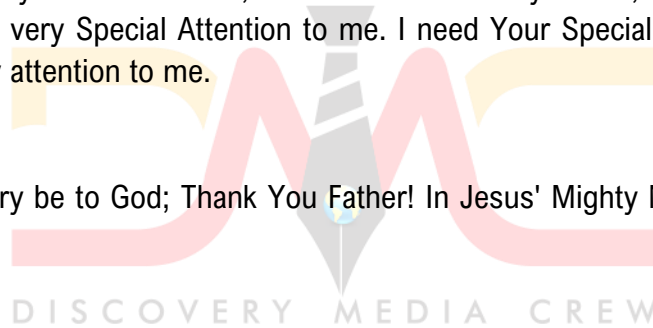 very Special Attention to me. I need Your Special
attention to me.
ry be to God; Thank You Father! In Jesus' Mighty
DISCOVERY MEDIA CREW